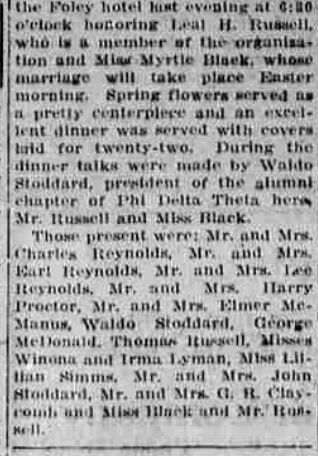 the Foley hotel last evening at 6:30
o'clock honoring Leal H. Russell,
who is a member of the organiza-
tion and Miss Myrtle Black, whose
marriage will take place Easter
morning. Spring flowers served as
a pretty centerpiece and an excel-
lent dinner was served with covers
laid for twenty-two. During the
dinner talks were made by Waldo
Stoddard, president of the alumni
chapter of Phi Delta Theta here,
Mr. Russell and Miss Black.
Those present were: Mr. and Mrs.
Charles Reynolds, Mr. and Mrs.
Earl Reynolds, Mr. and Mrs. Lee
Reynolds, Mr. and Mrs. Harry
Proctor, Mr. and Mrs. Elmer Mc-
Manus, Waldo Stoddard, George
McDonald, Thomas Russell, Misses
Winona and Irma Lyman, Miss Lil-
lian Simms, Mr. and Mrs. John
Stoddard, Mr. and Mrs. G. R. Clay-
comb and Miss Black and Mr. Rus-
sell.